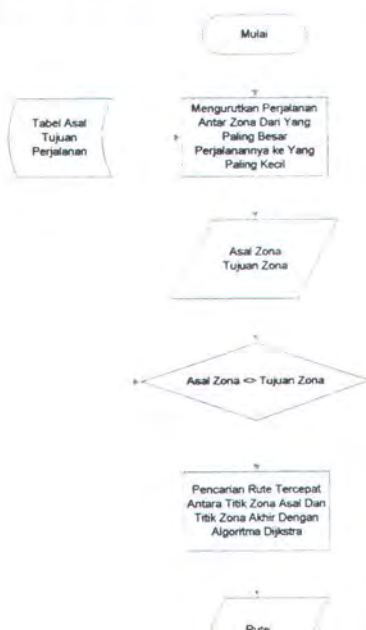 Mulai
Tabel Asal
Tujuan
Perjalanan
Mengurutkan Perjalanan
Antar Zona Dari Yang
Paling Besar
Perjalanannya ke Yang
Paling Kecil
Asal Zona
Tujuan Zona
Asal Zona <> Tujuan Zona
Pencarian Rute Tercepat
Antara Titik Zona Asal Dan
Titik Zona Akhir Dengan
Algoritma Dijkstra
Rute